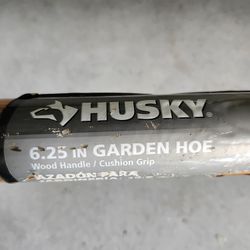 HUSKY
6.25 IN GARDEN HOE
Wood Handle / Cushion Grip
AZADÓN PARA